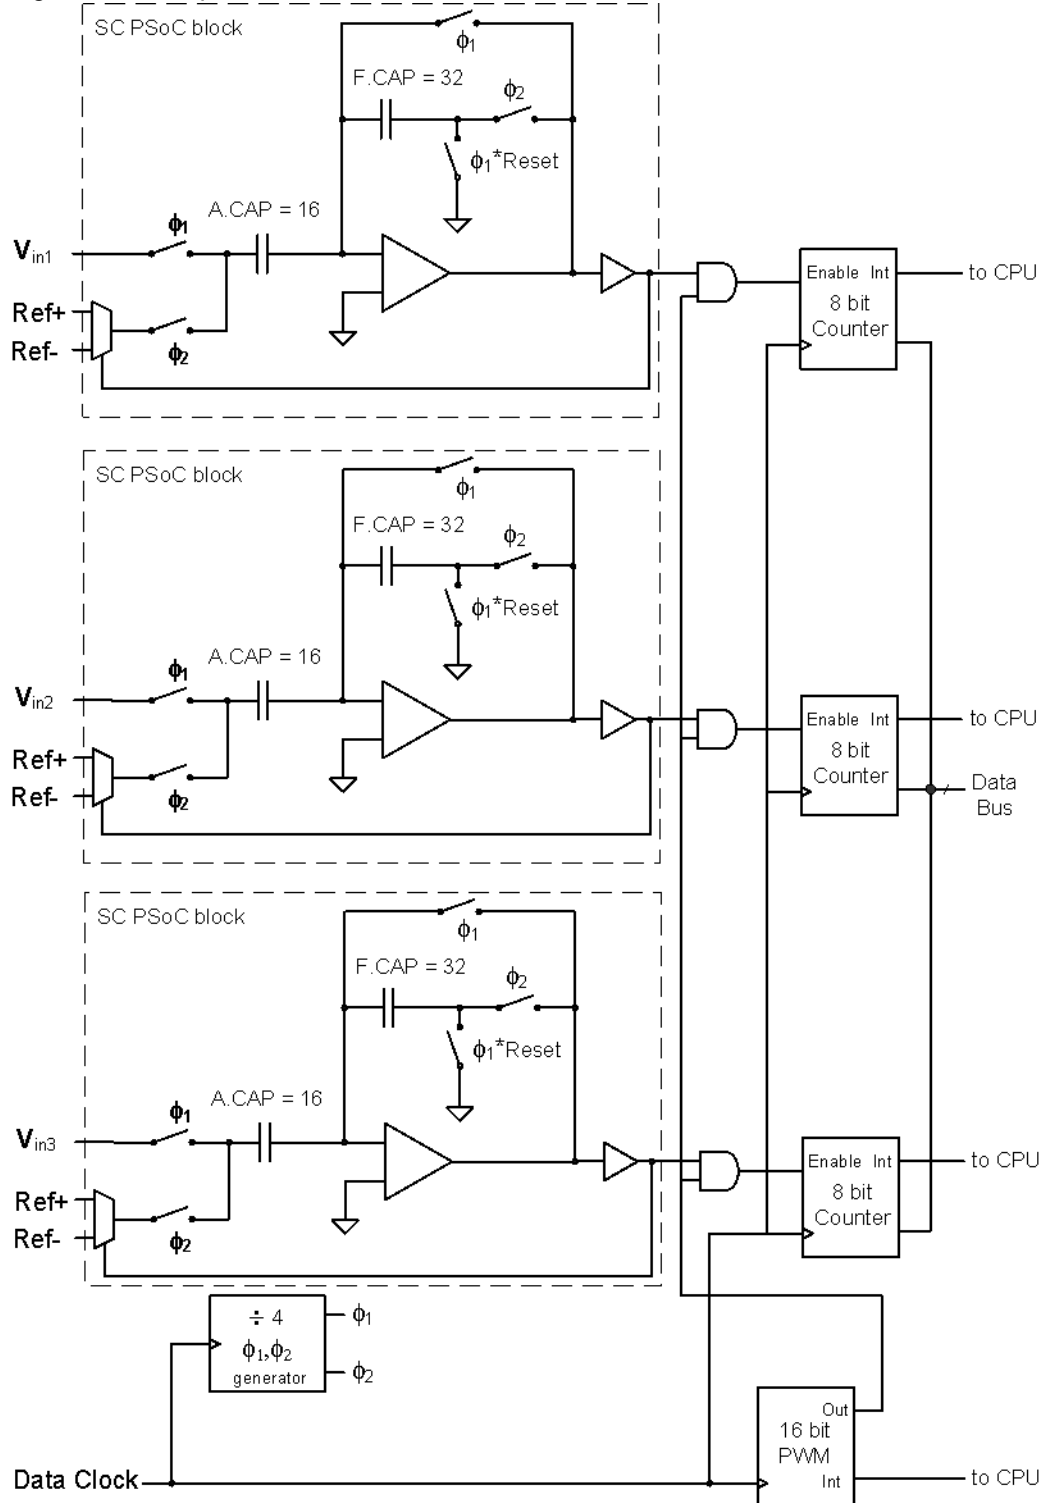 SC PSoC block
ϕ1
F.CAP = 32
ϕ2
ϕ1*Reset
A.CAP = 16
ϕ1
Vin1
Ref+
Ref-
ϕ2
Enable Int
8 bit
Counter
to CPU
SC PSoC block
ϕ1
F.CAP = 32
ϕ2
ϕ1*Reset
A.CAP = 16
ϕ1
Vin2
Ref+
Ref-
ϕ2
Enable Int
8 bit
Counter
to CPU
Data
Bus
SC PSoC block
ϕ1
F.CAP = 32
ϕ2
ϕ1*Reset
A.CAP = 16
ϕ1
Vin3
Ref+
Ref-
ϕ2
Enable Int
8 bit
Counter
to CPU
÷ 4
ϕ1,ϕ2
generator
ϕ1
ϕ2
Out
16 bit
PWM
Int
to CPU
Data Clock